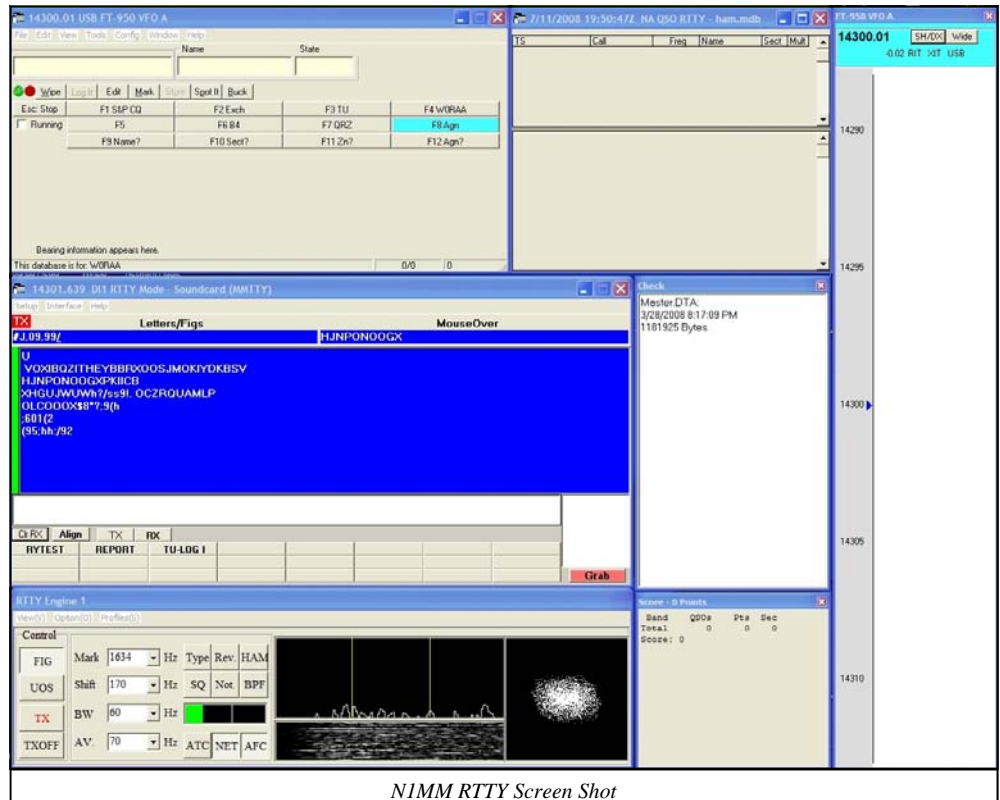 14300.01 USB FT-950 VFO A
File Edit View Tools Config Window Help
Name State
Wipe Log It Edit Mark Store Spot It Buck
Esc: Stop F1 S&P CQ F2 Exch F3 TU F4 W0RAA
Running F5 F6 B4 F7 QRZ F8 Agn
F9 Name? F10 Sect? F11 Zn? F12 Agn?
Bearing information appears here.
This database is for: W0RAA 0/0 0
7/11/2008 19:50:47Z NA QSO RTTY - ham.mdb
TS Call Freq Name Sect Mult
FT-950 VFO A
14300.01 SH/DX Wide
-0.02 RIT XIT USB
14290
14295
14300
14305
14310
14301.639 DI1 RTTY Mode - Soundcard (MMTTY)
Setup Interface Help
TX Letters/Figs MouseOver
#J,09,99/ HJNPONOOGX
U
VOXIBQZITHEYBBRXOOSJMOKIYDKBSV
HJNPONOOGXPKIICB
XHGUJWUWh?/ss9!, OCZRQUAMLP
OLCOOOX$8"?,9(h
;601(2
(95;hh:/92
Clr RX Align TX RX
RYTEST REPORT TU-LOG I
Grab
Check
Master.DTA:
3/28/2008 8:17:09 PM
1181925 Bytes
RTTY Engine 1
View(V) Option(O) Profiles(S)
Control
FIG Mark 1634 Hz Type Rev. HAM
UOS Shift 170 Hz SQ Not. BPF
TX BW 60 Hz
TXOFF AV. 70 Hz ATC NET AFC
Score - 0 Points
Band QSOs Pts Sec
Total 0 0 0
Score: 0
N1MM RTTY Screen Shot